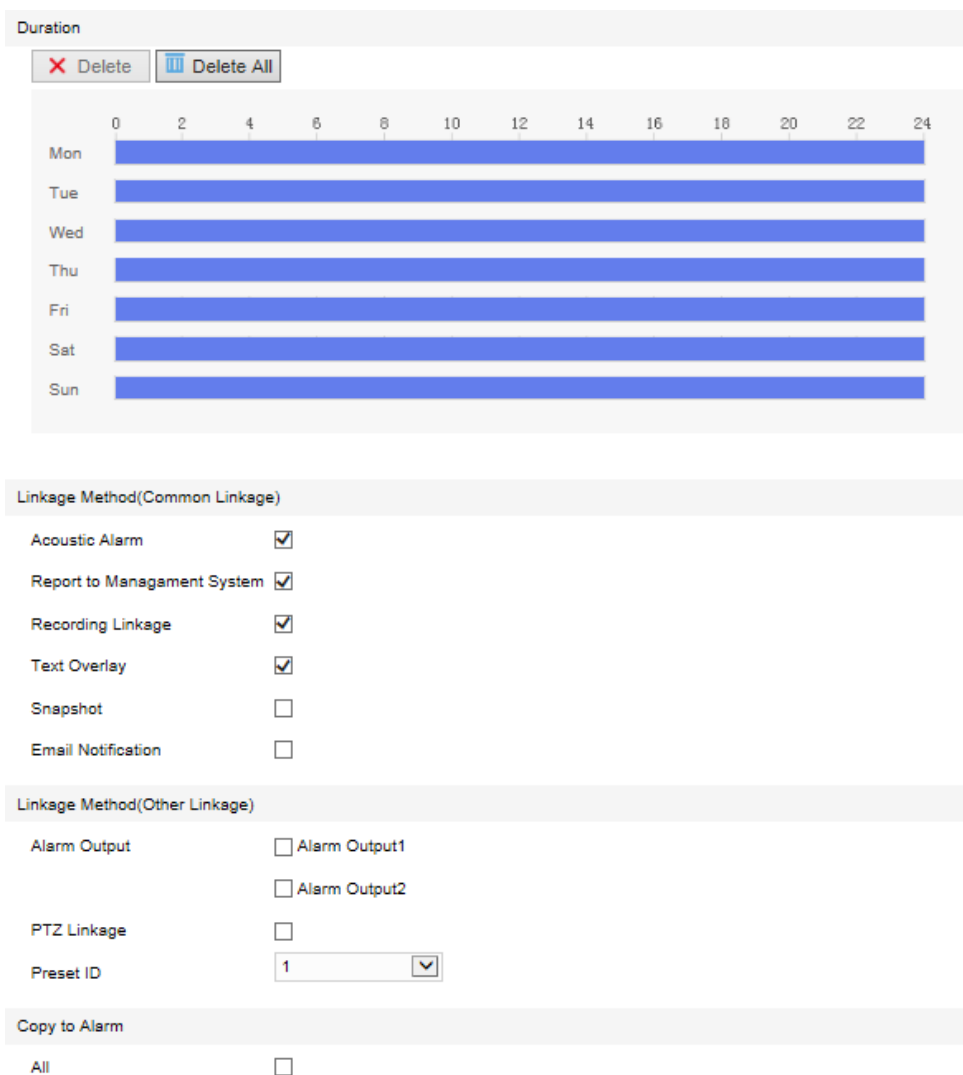 Duration
Delete Delete All
0 2 4 6 8 10 12 14 16 18 20 22 24
Mon
Tue
Wed
Thu
Fri
Sat
Sun
Linkage Method(Common Linkage)
Acoustic Alarm
Report to Managament System
Recording Linkage
Text Overlay
Snapshot
Email Notification
Linkage Method(Other Linkage)
Alarm Output Alarm Output1
Alarm Output2
PTZ Linkage
Preset ID 1
Copy to Alarm
All